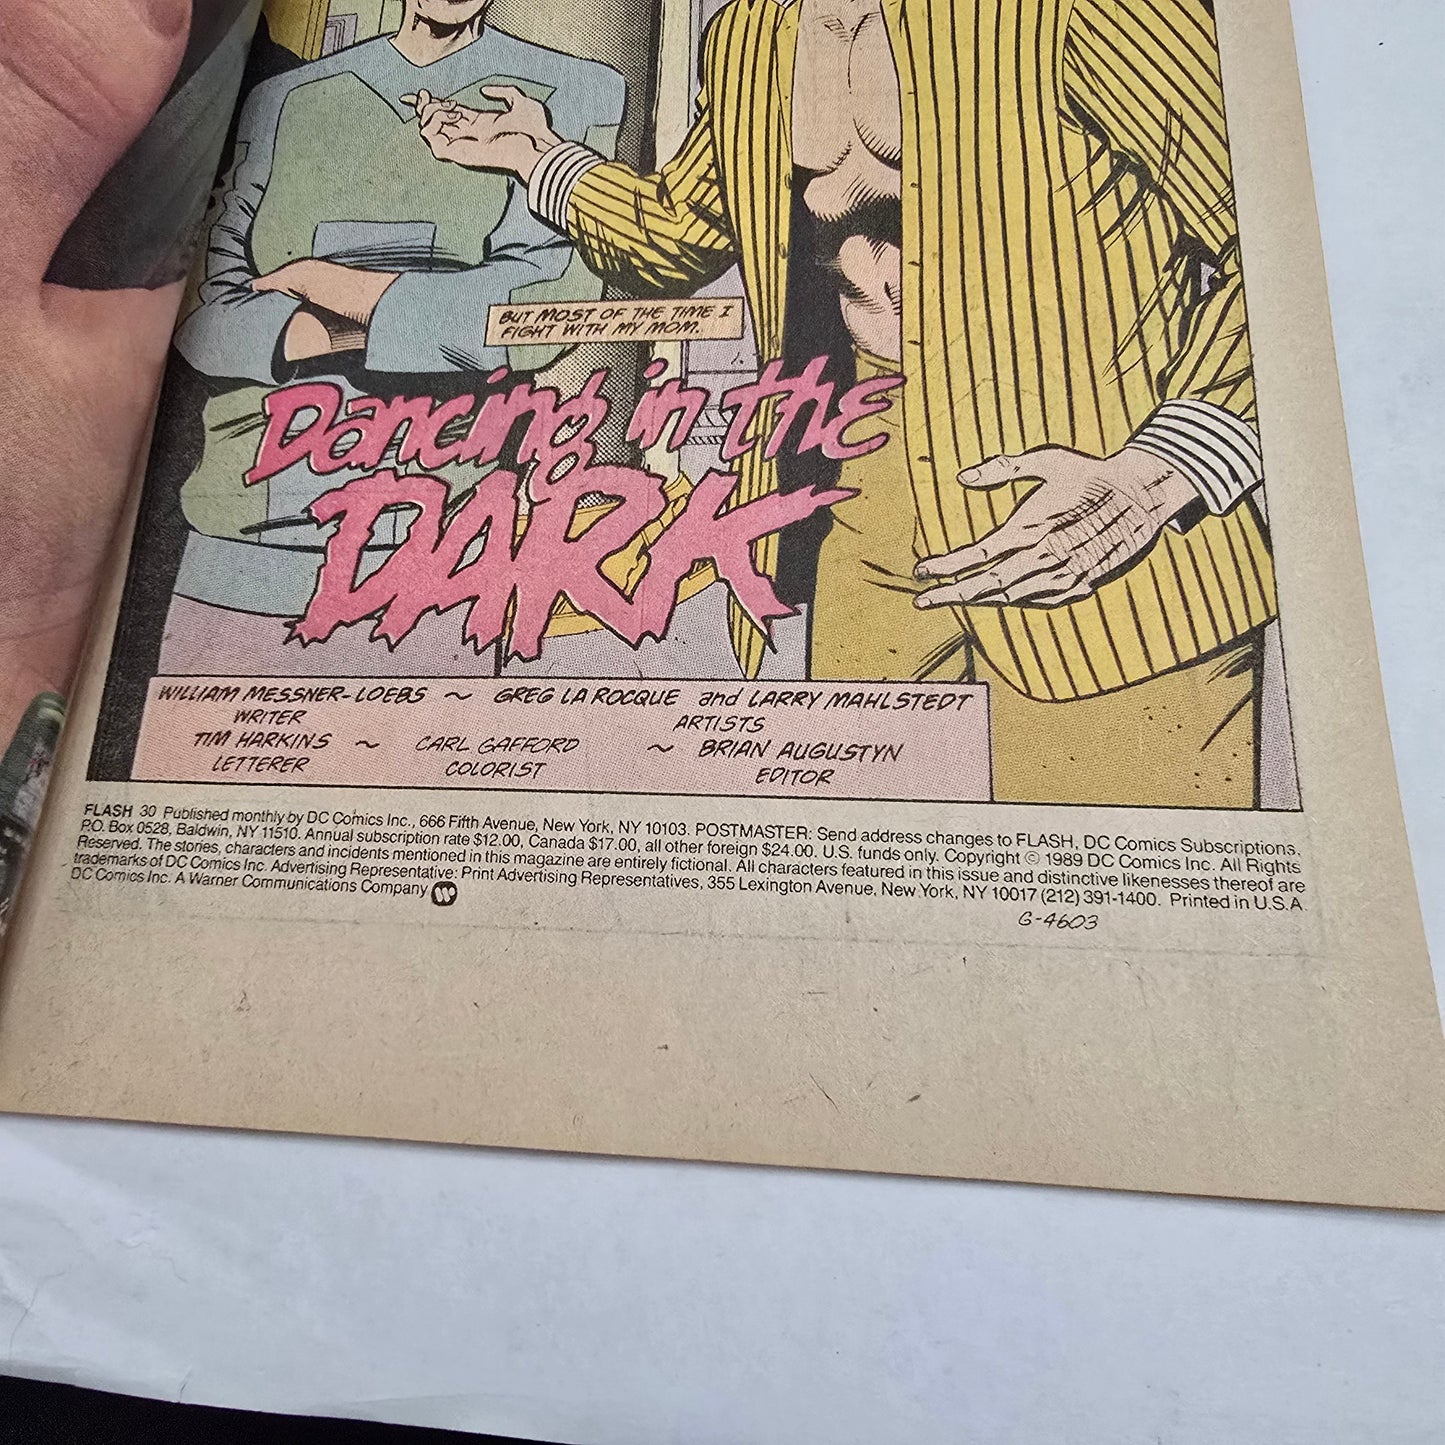 BUT MOST OF THE TIME I
FIGHT WITH MY MOM.
Dancing in the
DARK
WILLIAM MESSNER-LOEBS ~ GREG LA ROCQUE and LARRY MAHLSTEDT
WRITER ARTISTS
TIM HARKINS ~ CARL GAFFORD ~ BRIAN AUGUSTYN
LETTERER COLORIST EDITOR
FLASH 30 Published monthly by DC Comics Inc., 666 Fifth Avenue, New York, NY 10103. POSTMASTER: Send address changes to FLASH, DC Comics Subscriptions,
P.O. Box 0528, Baldwin, NY 11510. Annual subscription rate $12.00, Canada $17.00, all other foreign $24.00. U.S. funds only. Copyright © 1989 DC Comics Inc. All Rights
Reserved. The stories, characters and incidents mentioned in this magazine are entirely fictional. All characters featured in this issue and distinctive likenesses thereof are
trademarks of DC Comics Inc. Advertising Representative: Print Advertising Representatives, 355 Lexington Avenue, New York, NY 10017 (212) 391-1400. Printed in U.S.A.
DC Comics Inc. A Warner Communications Company
G-4603